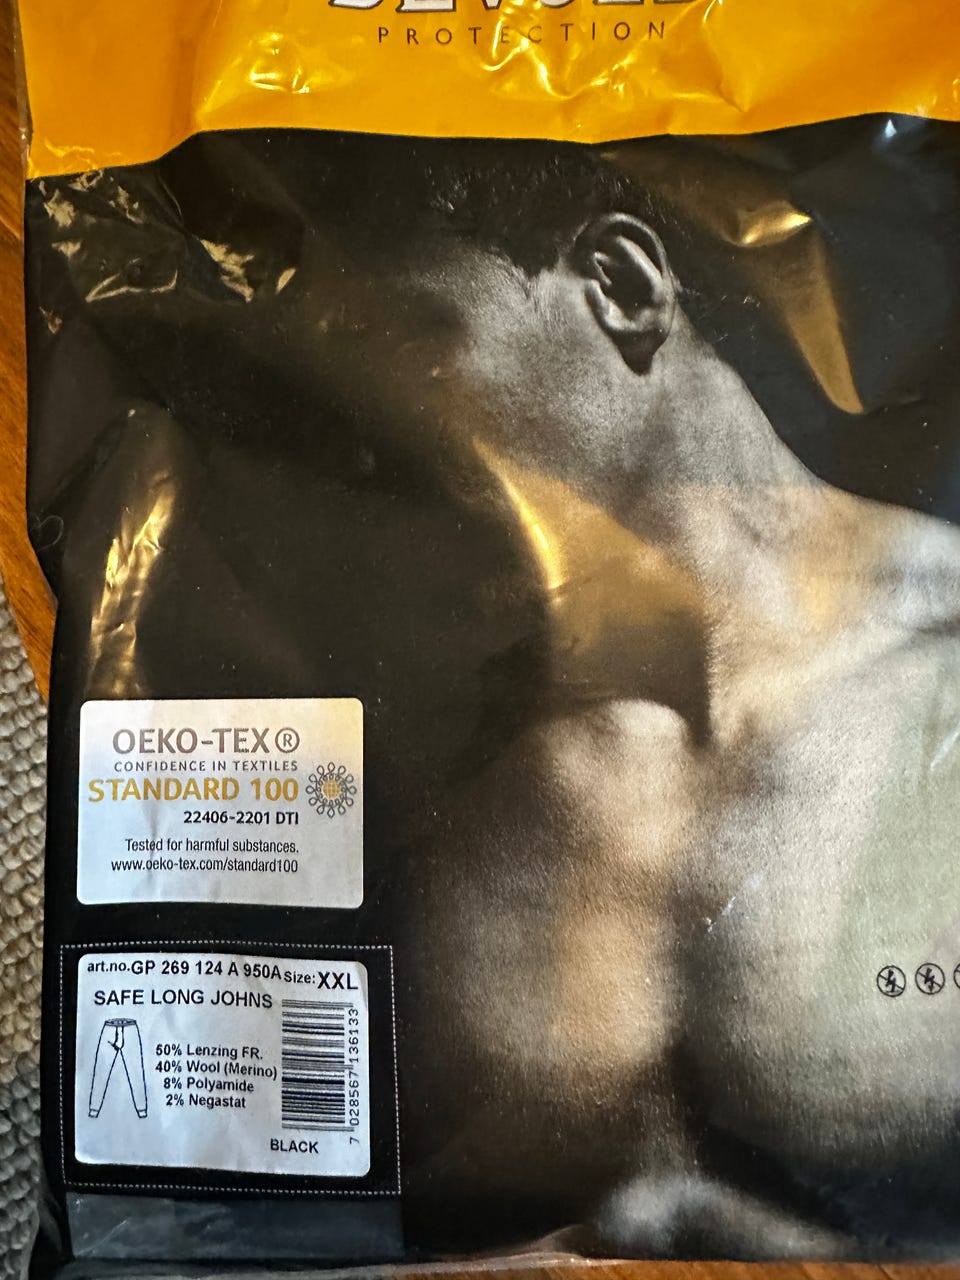 PROTECTION
OEKO-TEX®
CONFIDENCE IN TEXTILES
STANDARD 100
22406-2201 DTI
Tested for harmful substances.
www.oeko-tex.com/standard100
art.no.GP 269 124 A 950A size:XXL
SAFE LONG JOHNS
50% Lenzing FR.
40% Wool (Merino)
8% Polyamide
2% Negastat
7 028567 136133
BLACK